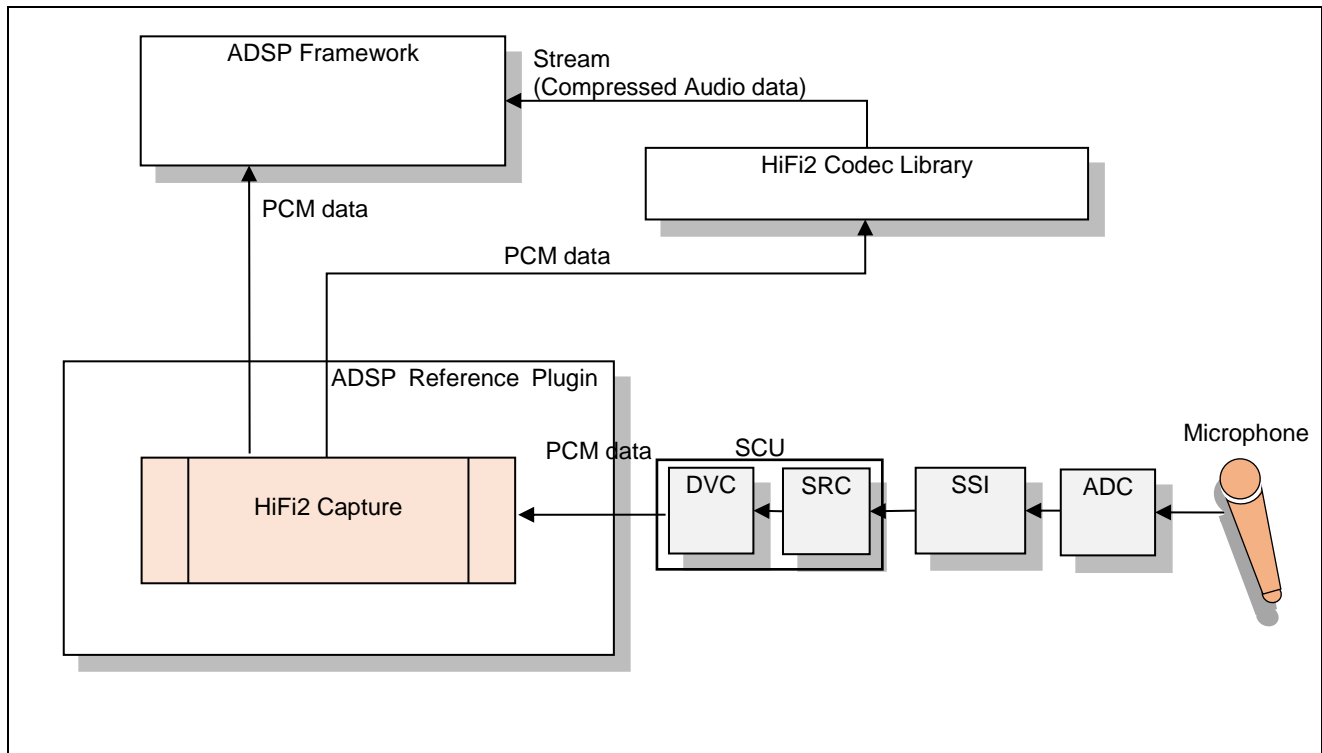 ADSP Framework
Stream
(Compressed Audio data)
HiFi2 Codec Library
PCM data
PCM data
ADSP Reference Plugin
PCM data
SCU
Microphone
DVC
SRC
SSI
ADC
HiFi2 Capture